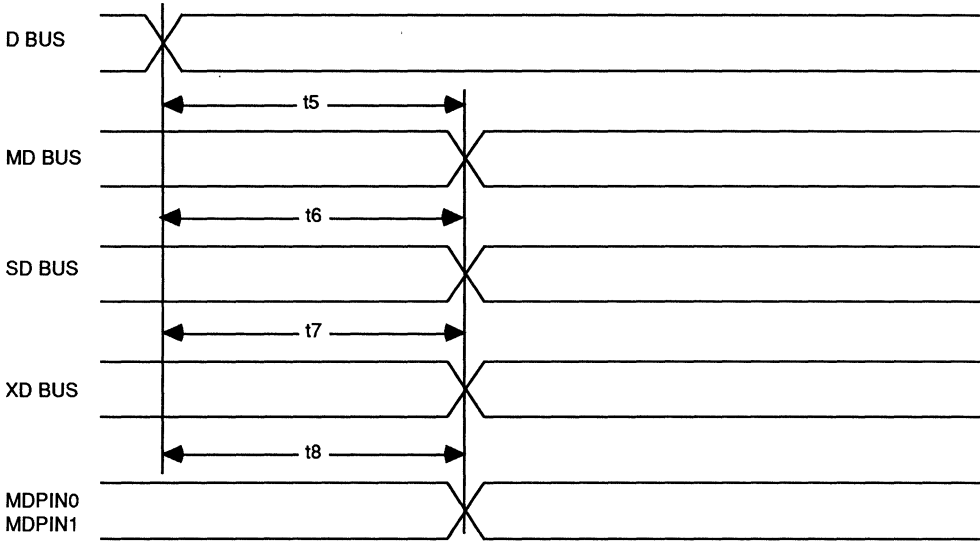 D BUS
t5
MD BUS
t6
SD BUS
t7
XD BUS
t8
MDPIN0
MDPIN1